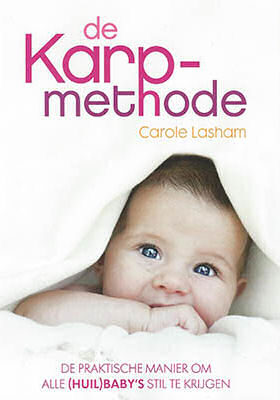 de
Karp-
methode
Carole Lasham
DE PRAKTISCHE MANIER OM
ALLE (HUIL)BABY'S STIL TE KRIJGEN